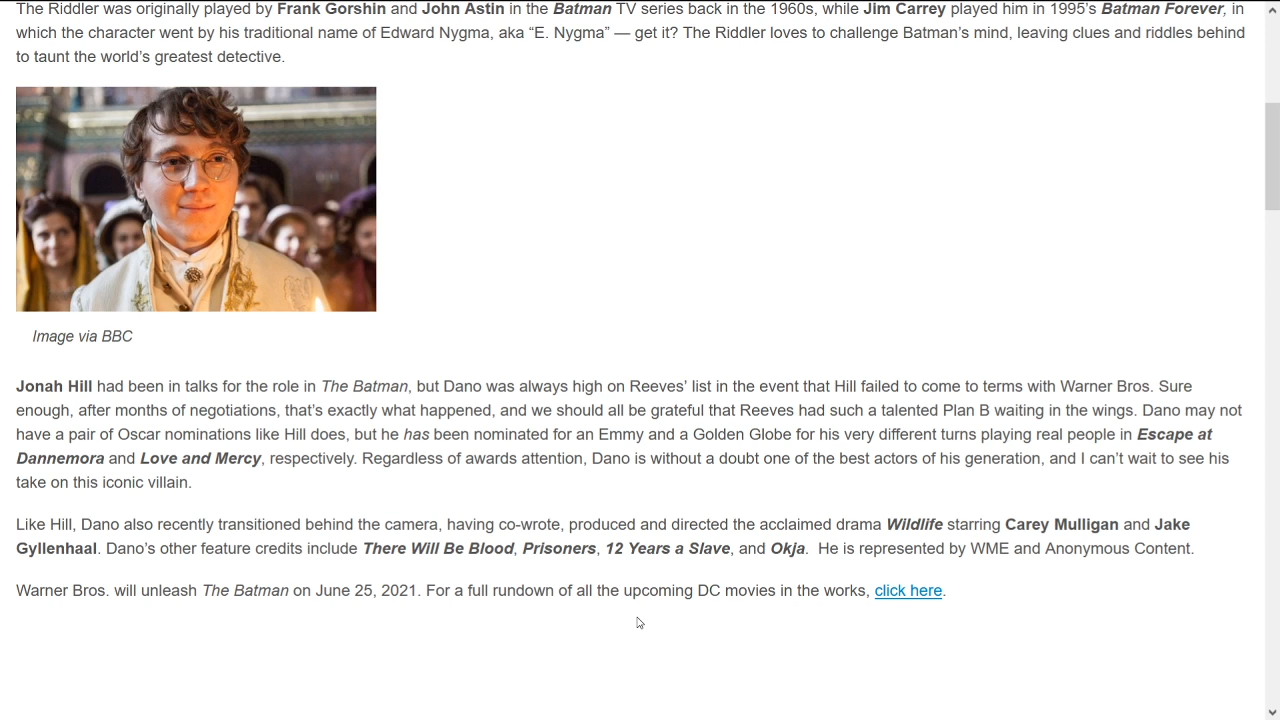 The Riddler was originally played by Frank Gorshin and John Astin in the Batman TV series back in the 1960s, while Jim Carrey played him in 1995’s Batman Forever, in
which the character went by his traditional name of Edward Nygma, aka “E. Nygma” — get it? The Riddler loves to challenge Batman’s mind, leaving clues and riddles behind
to taunt the world’s greatest detective.
Image via BBC
Jonah Hill had been in talks for the role in The Batman, but Dano was always high on Reeves’ list in the event that Hill failed to come to terms with Warner Bros. Sure
enough, after months of negotiations, that’s exactly what happened, and we should all be grateful that Reeves had such a talented Plan B waiting in the wings. Dano may not
have a pair of Oscar nominations like Hill does, but he has been nominated for an Emmy and a Golden Globe for his very different turns playing real people in Escape at
Dannemora and Love and Mercy, respectively. Regardless of awards attention, Dano is without a doubt one of the best actors of his generation, and I can’t wait to see his
take on this iconic villain.
Like Hill, Dano also recently transitioned behind the camera, having co-wrote, produced and directed the acclaimed drama Wildlife starring Carey Mulligan and Jake
Gyllenhaal. Dano’s other feature credits include There Will Be Blood, Prisoners, 12 Years a Slave, and Okja.  He is represented by WME and Anonymous Content.
Warner Bros. will unleash The Batman on June 25, 2021. For a full rundown of all the upcoming DC movies in the works, click here.